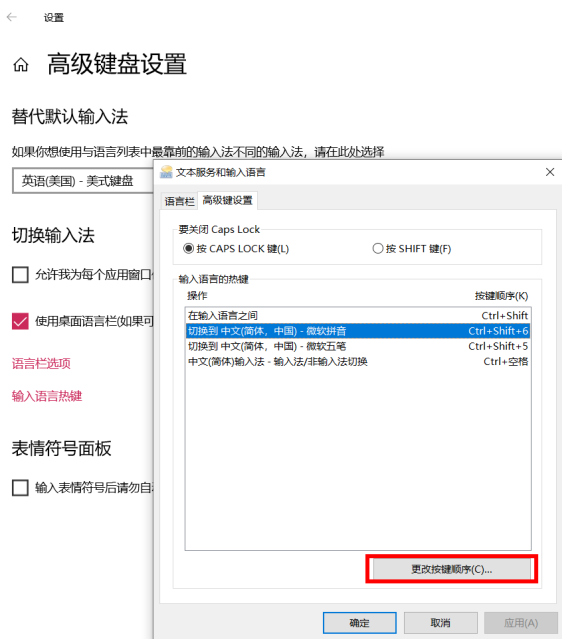 设置
高级键盘设置
替代默认输入法
如果你想使用与语言列表中最靠前的输入法不同的输入法，请在此处选择
英语(美国) - 美式键盘
切换输入法
允许我为每个应用窗口
使用桌面语言栏(如果可
语言栏选项
输入语言热键
表情符号面板
输入表情符号后请勿自
文本服务和输入语言
语言栏 高级键设置
要关闭 Caps Lock
按 CAPS LOCK 键(L) 按 SHIFT 键(F)
输入语言的热键
操作 按键顺序(K)
在输入语言之间 Ctrl+Shift
切换到 中文(简体，中国) - 微软拼音 Ctrl+Shift+6
切换到 中文(简体，中国) - 微软五笔 Ctrl+Shift+5
中文(简体)输入法 - 输入法/非输入法切换 Ctrl+空格
更改按键顺序(C)...
确定 取消 应用(A)